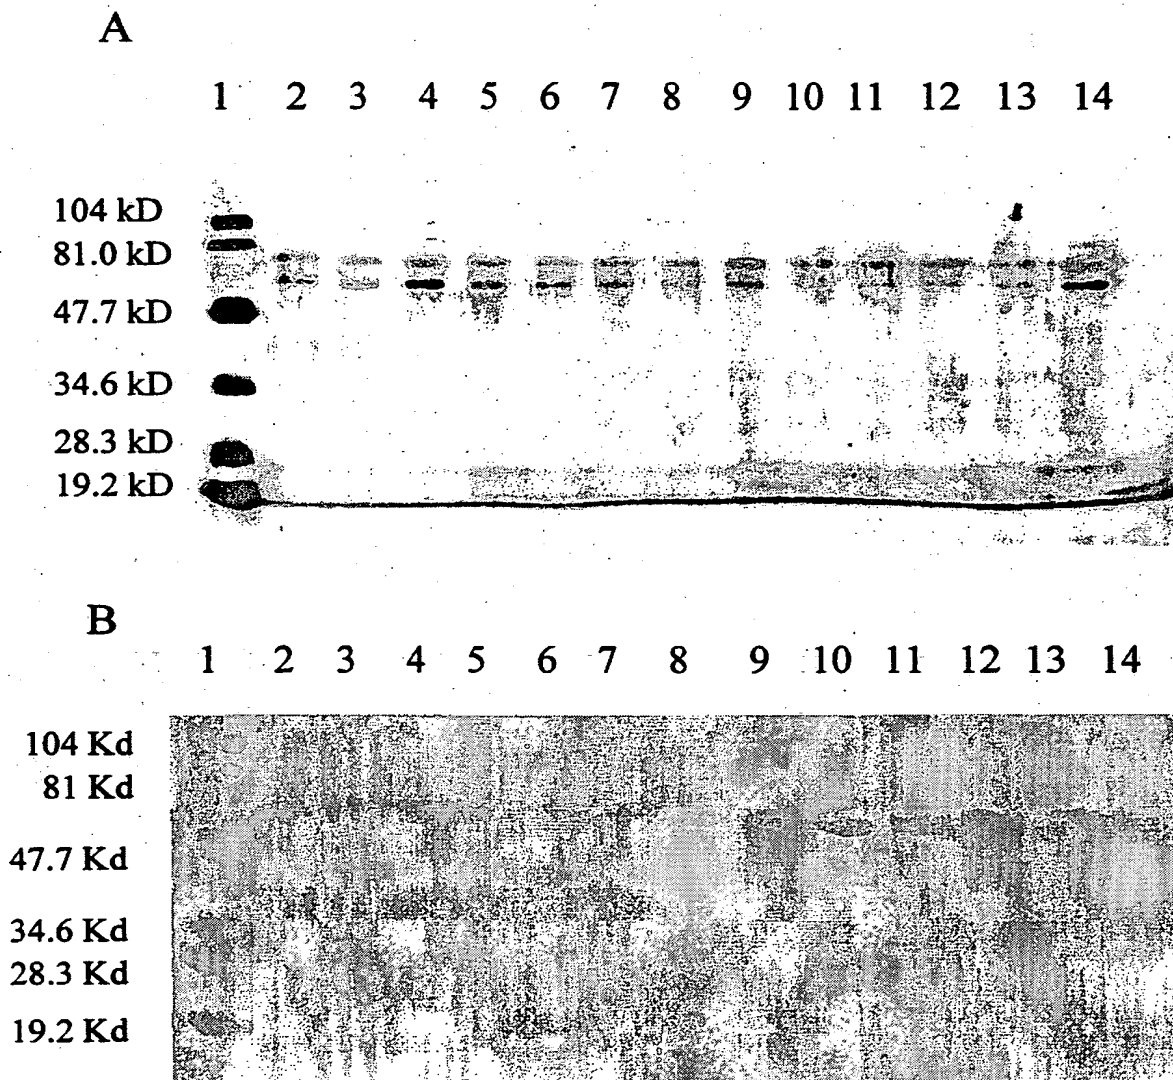 A
1 2 3 4 5 6 7 8 9 10 11 12 13 14
104 kD
81.0 kD
47.7 kD
34.6 kD
28.3 kD
19.2 kD
B
1 2 3 4 5 6 7 8 9 10 11 12 13 14
104 Kd
81 Kd
47.7 Kd
34.6 Kd
28.3 Kd
19.2 Kd